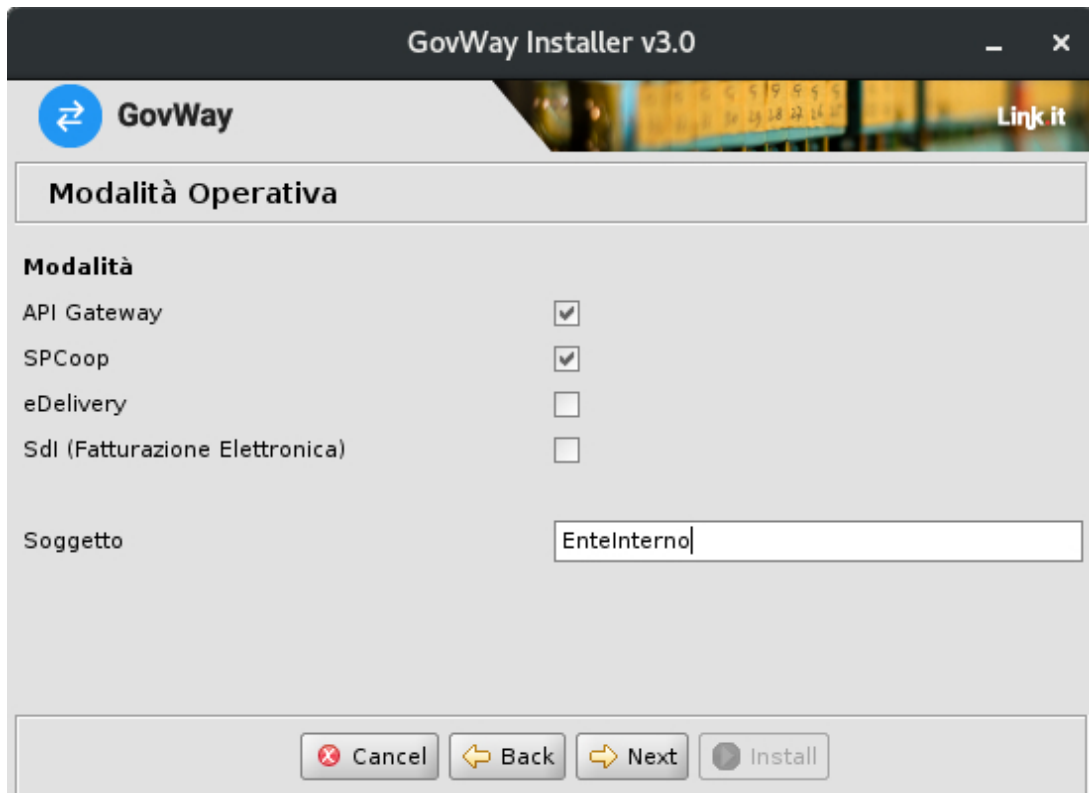 GovWay Installer v3.0
GovWay
Link.it
Modalità Operativa
Modalità
API Gateway
SPCoop
eDelivery
SdI (Fatturazione Elettronica)
Soggetto
EnteInterno
Cancel
Back
Next
Install